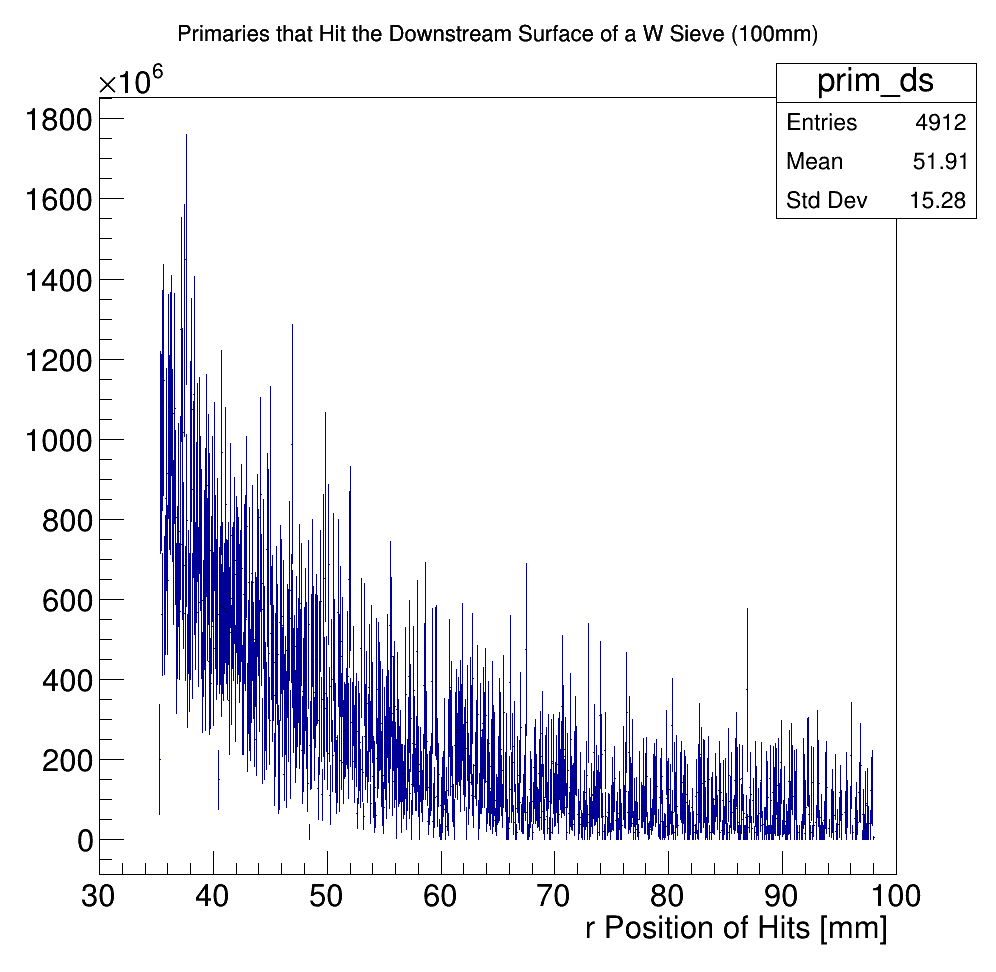 Primaries that Hit the Downstream Surface of a W Sieve (100mm)
×10⁶
prim_ds
Entries 4912
Mean 51.91
Std Dev 15.28
1800
1600
1400
1200
1000
800
600
400
200
0
30 40 50 60 70 80 90 100
r Position of Hits [mm]